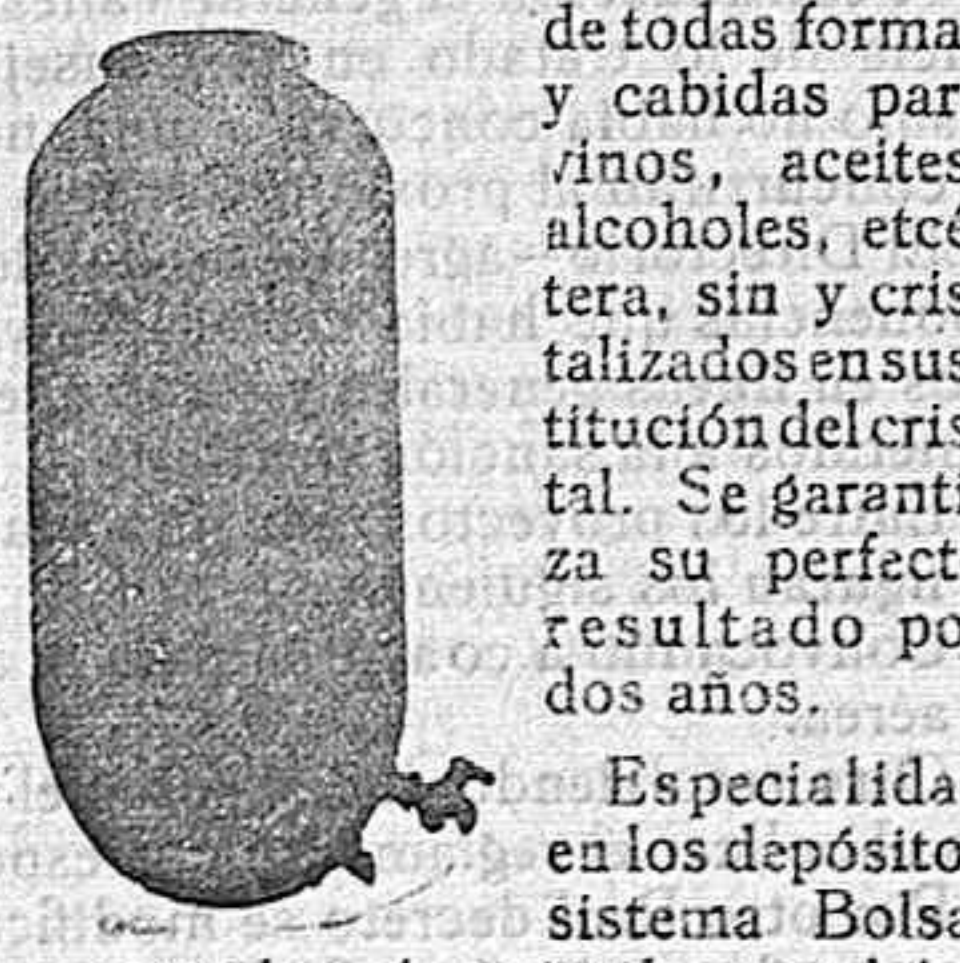 de todas forma
y cabidas par
vinos, aceites
alcoholes, etcé
tera, sin y cris
talizados en sus
titución del cris
tal. Se garanti
za su perfect
resultado po
dos años.
Especialida
en los depósito
sistema Bolsa